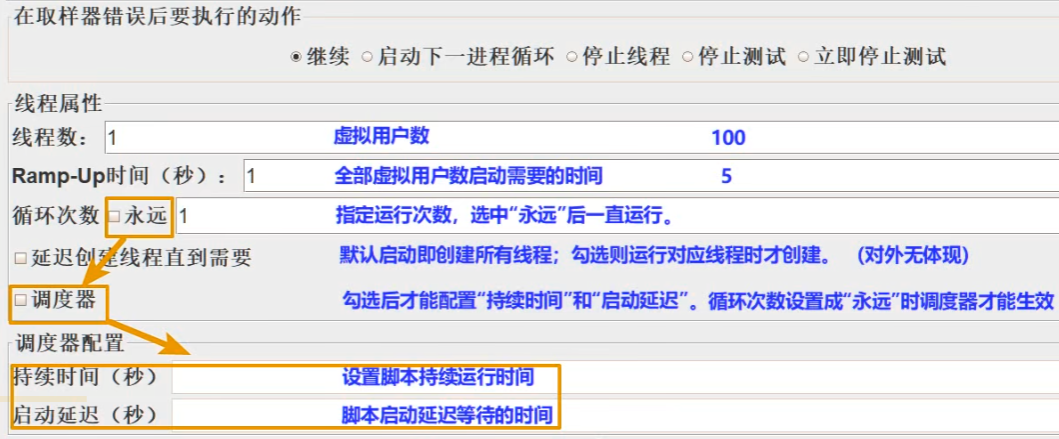 在取样器错误后要执行的动作
继续 启动下一进程循环 停止线程 停止测试 立即停止测试
线程属性
线程数： 1 虚拟用户数 100
Ramp-Up时间（秒）： 1 全部虚拟用户数启动需要的时间 5
循环次数 永远 1 指定运行次数，选中“永远”后一直运行。
延迟创建线程直到需要 默认启动即创建所有线程；勾选则运行对应线程时才创建。 （对外无体现）
调度器 勾选后才能配置“持续时间”和“启动延迟”。循环次数设置成“永远”时调度器才能生效
调度器配置
持续时间（秒） 设置脚本持续运行时间
启动延迟（秒） 脚本启动延迟等待的时间